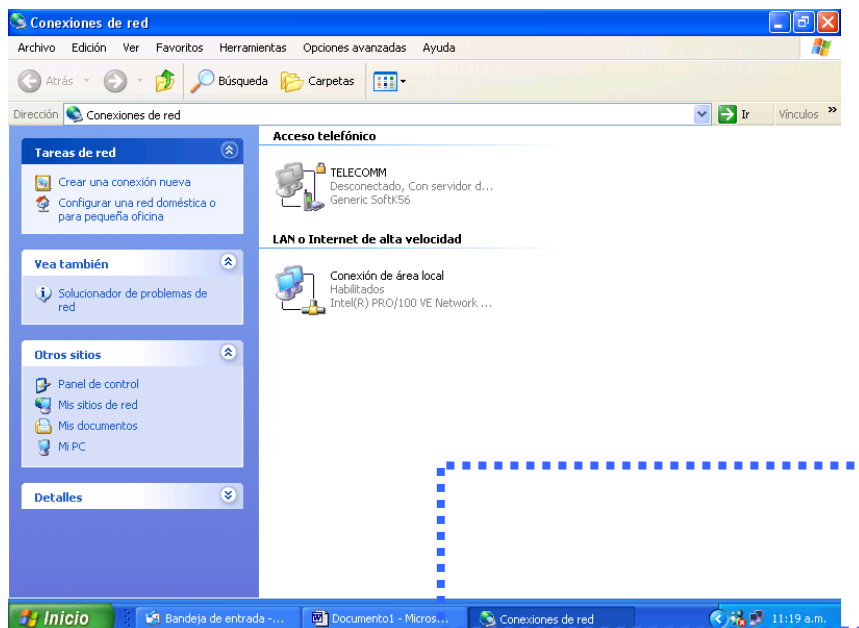 Conexiones de red
Archivo Edición Ver Favoritos Herramientas Opciones avanzadas Ayuda
Atrás Búsqueda Carpetas
Dirección Conexiones de red Ir Vínculos »
Tareas de red
Crear una conexión nueva
Configurar una red doméstica o
para pequeña oficina
Vea también
Solucionador de problemas de
red
Otros sitios
Panel de control
Mis sitios de red
Mis documentos
Mi PC
Detalles
Acceso telefónico
TELECOMM
Desconectado, Con servidor d...
Generic SoftK56
LAN o Internet de alta velocidad
Conexión de área local
Habilitados
Intel(R) PRO/100 VE Network ...
Inicio Bandeja de entrada -... Documento1 - Micros... Conexiones de red 11:19 a.m.